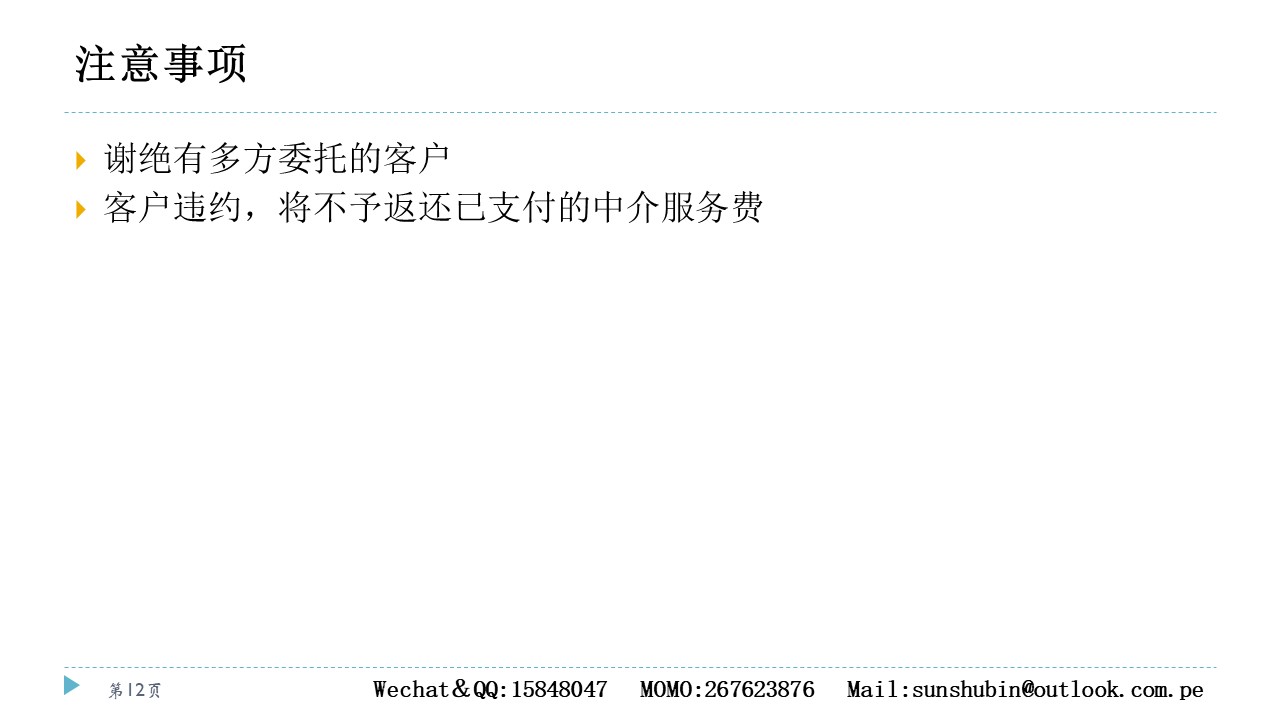 注意事项
谢绝有多方委托的客户
客户违约，将不予返还已支付的中介服务费
第12页
Wechat＆QQ:15848047 MOMO:267623876 Mail:sunshubin@outlook.com.pe